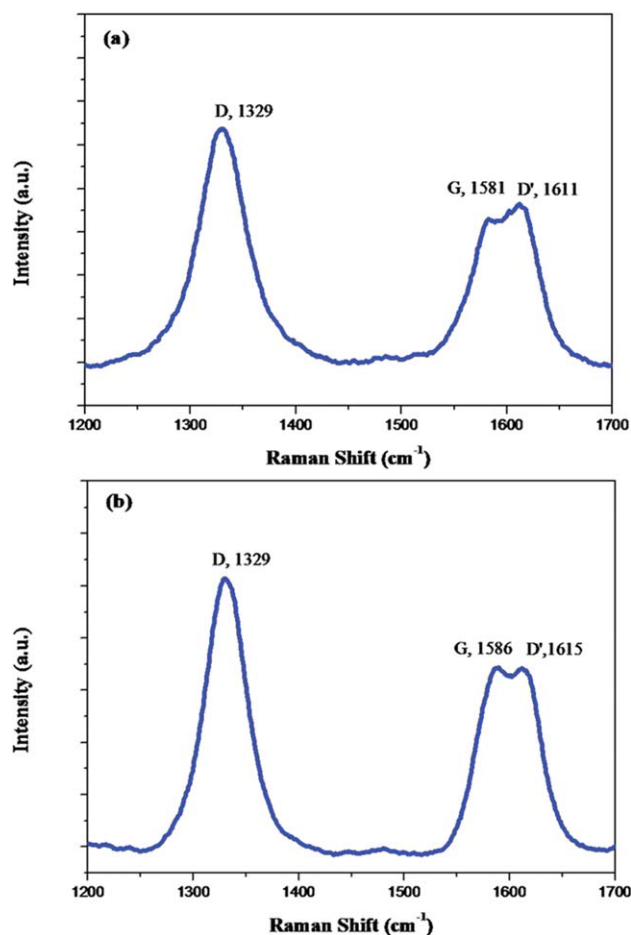 (a)
D, 1329
G, 1581 D', 1611
Intensity (a.u.)
1200 1300 1400 1500 1600 1700
Raman Shift (cm⁻¹)
(b)
D, 1329
G, 1586 D',1615
Intensity (a.u.)
1200 1300 1400 1500 1600 1700
Raman Shift (cm⁻¹)